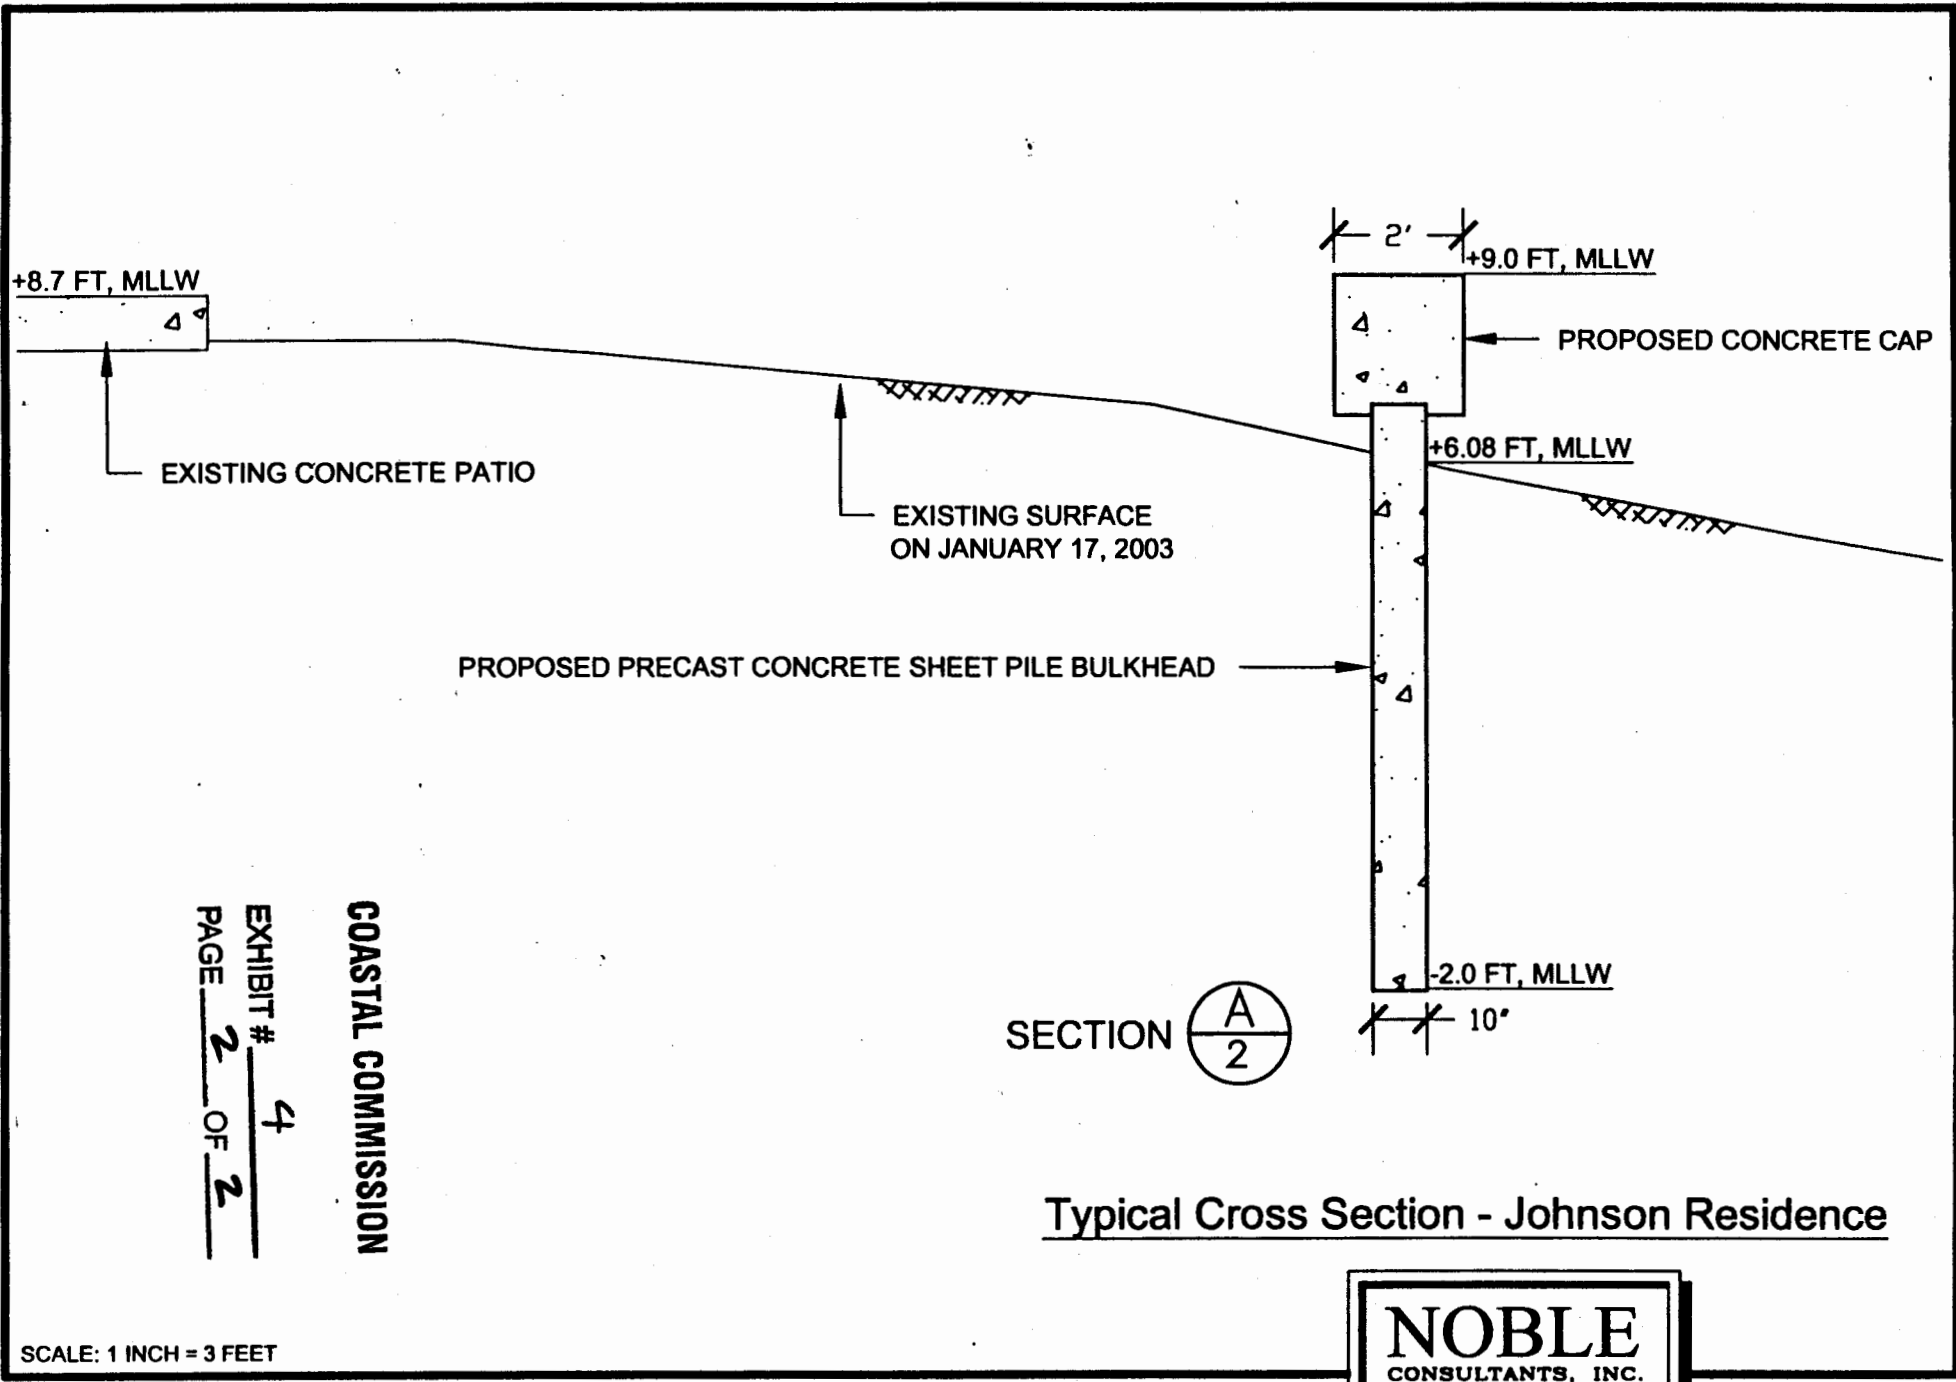 2'
+9.0 FT, MLLW
+8.7 FT, MLLW
PROPOSED CONCRETE CAP
+6.08 FT, MLLW
EXISTING CONCRETE PATIO
EXISTING SURFACE
ON JANUARY 17, 2003
PROPOSED PRECAST CONCRETE SHEET PILE BULKHEAD
-2.0 FT, MLLW
10"
SECTION A
2
COASTAL COMMISSION
EXHIBIT # 4
PAGE 2 OF 2
Typical Cross Section - Johnson Residence
NOBLE
CONSULTANTS, INC.
SCALE: 1 INCH = 3 FEET